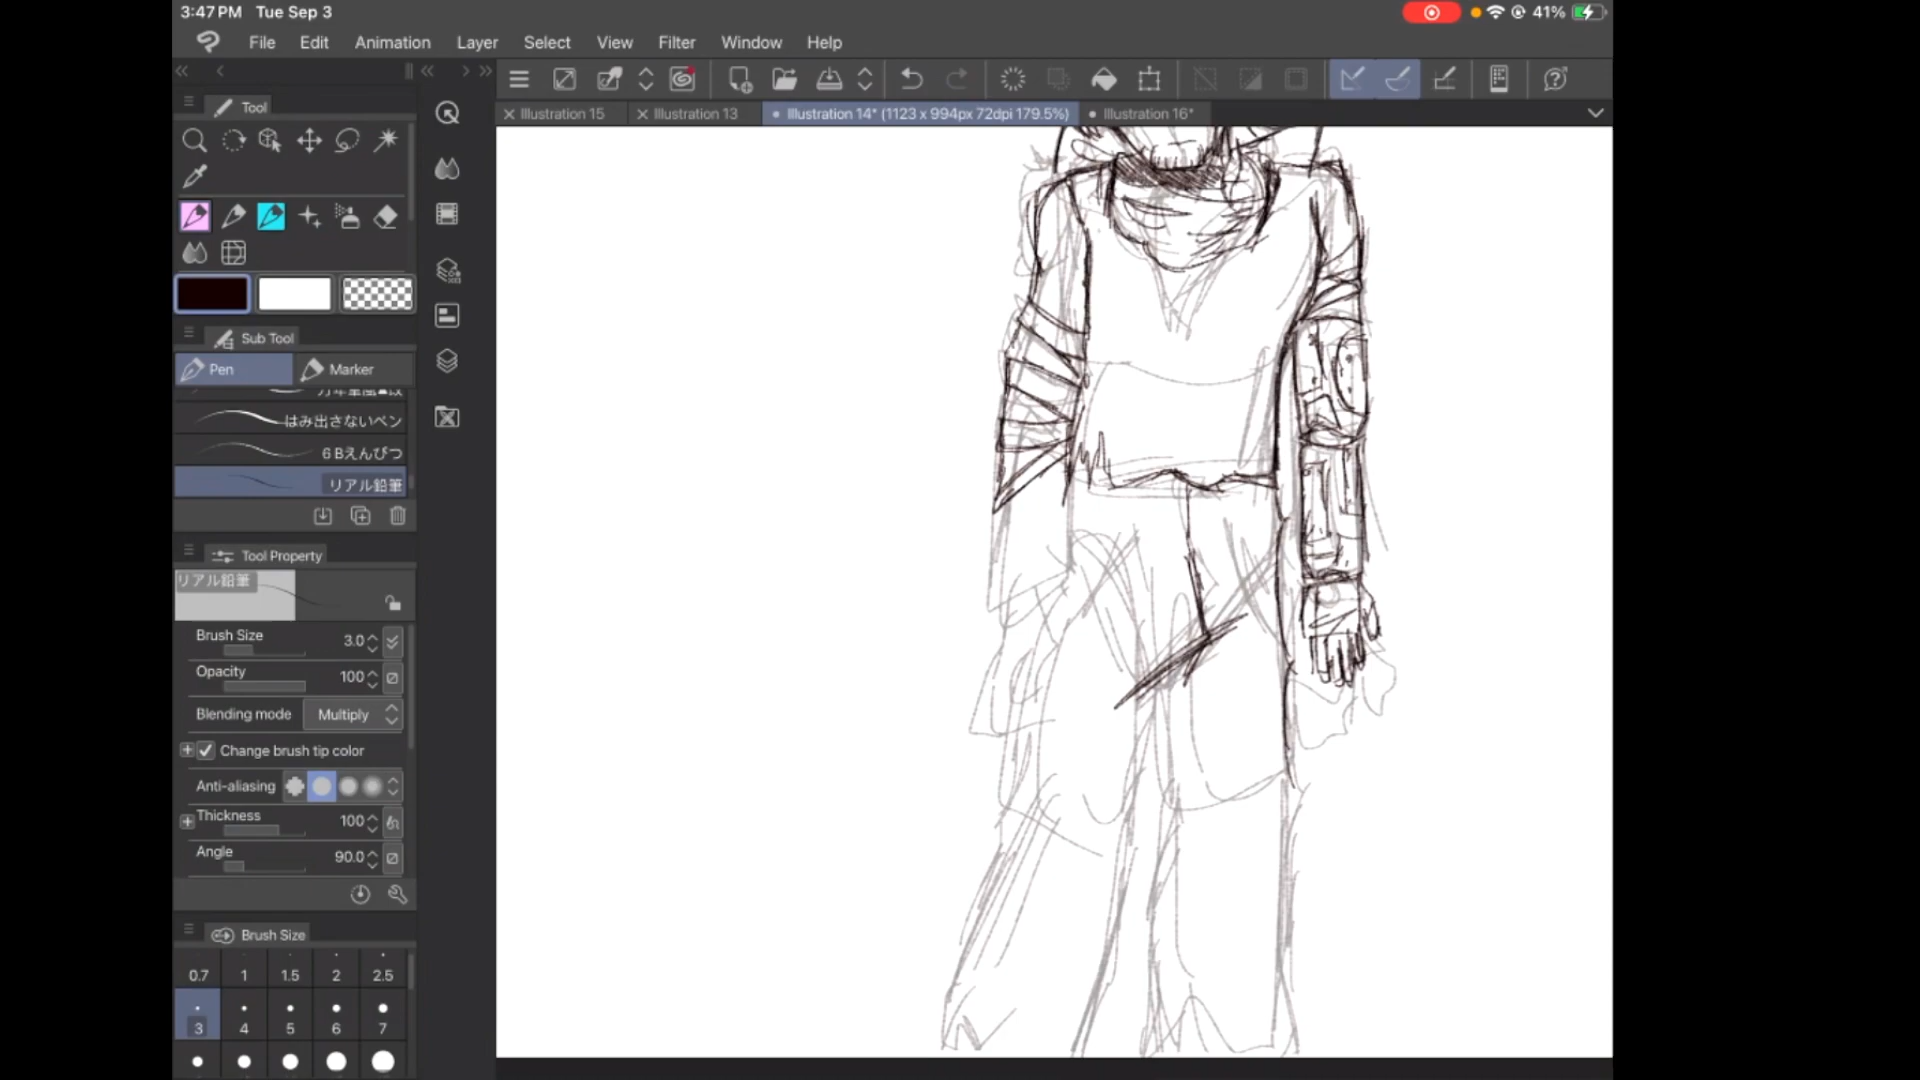 3:47 PM Tue Sep 3 41%
File Edit Animation Layer Select View Filter Window Help
Tool
Illustration 15 Illustration 13 Illustration 14* (1123 x 994px 72dpi 179.5%) Illustration 16*
Sub Tool
Pen Marker
はみ出さないペン
6Bえんぴつ
リアル鉛筆
Tool Property
リアル鉛筆
Brush Size 3.0
Opacity 100
Blending mode Multiply
Change brush tip color
Anti-aliasing
Thickness 100
Angle 90.0
Brush Size
0.7 1 1.5 2 2.5
3 4 5 6 7